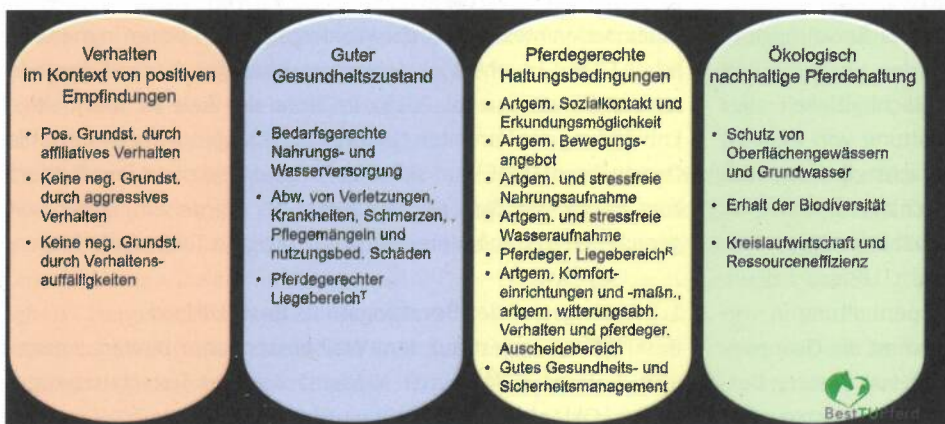 Verhalten
im Kontext von positiven
Empfindungen
• Pos. Grundst. durch
affiliatives Verhalten
• Keine neg. Grundst.
durch aggressives
Verhalten
• Keine neg. Grundst.
durch Verhaltens-
auffälligkeiten
Guter
Gesundheitszustand
• Bedarfsgerechte
Nahrungs- und
Wasserversorgung
• Abw. von Verletzungen,
Krankheiten, Schmerzen,
Pflegemängeln und
nutzungsbed. Schäden
• Pferdegerechter
Liegebereichᵀ
Pferdegerechte
Haltungsbedingungen
• Artgem. Sozialkontakt und
Erkundungsmöglichkeit
• Artgem. Bewegungs-
angebot
• Artgem. und stressfreie
Nahrungsaufnahme
• Artgem. und stressfreie
Wasseraufnahme
• Pferdeger. Liegebereichᴿ
• Artgem. Komfort-
einrichtungen und -maßn.,
artgem. witterungsabh.
Verhalten und pferdeger.
Auscheidebereich
• Gutes Gesundheits- und
Sicherheitsmanagement
Ökologisch
nachhaltige Pferdehaltung
• Schutz von
Oberflächengewässern
und Grundwasser
• Erhalt der Biodiversität
• Kreislaufwirtschaft und
Ressourceneffizienz
BestTUPferd